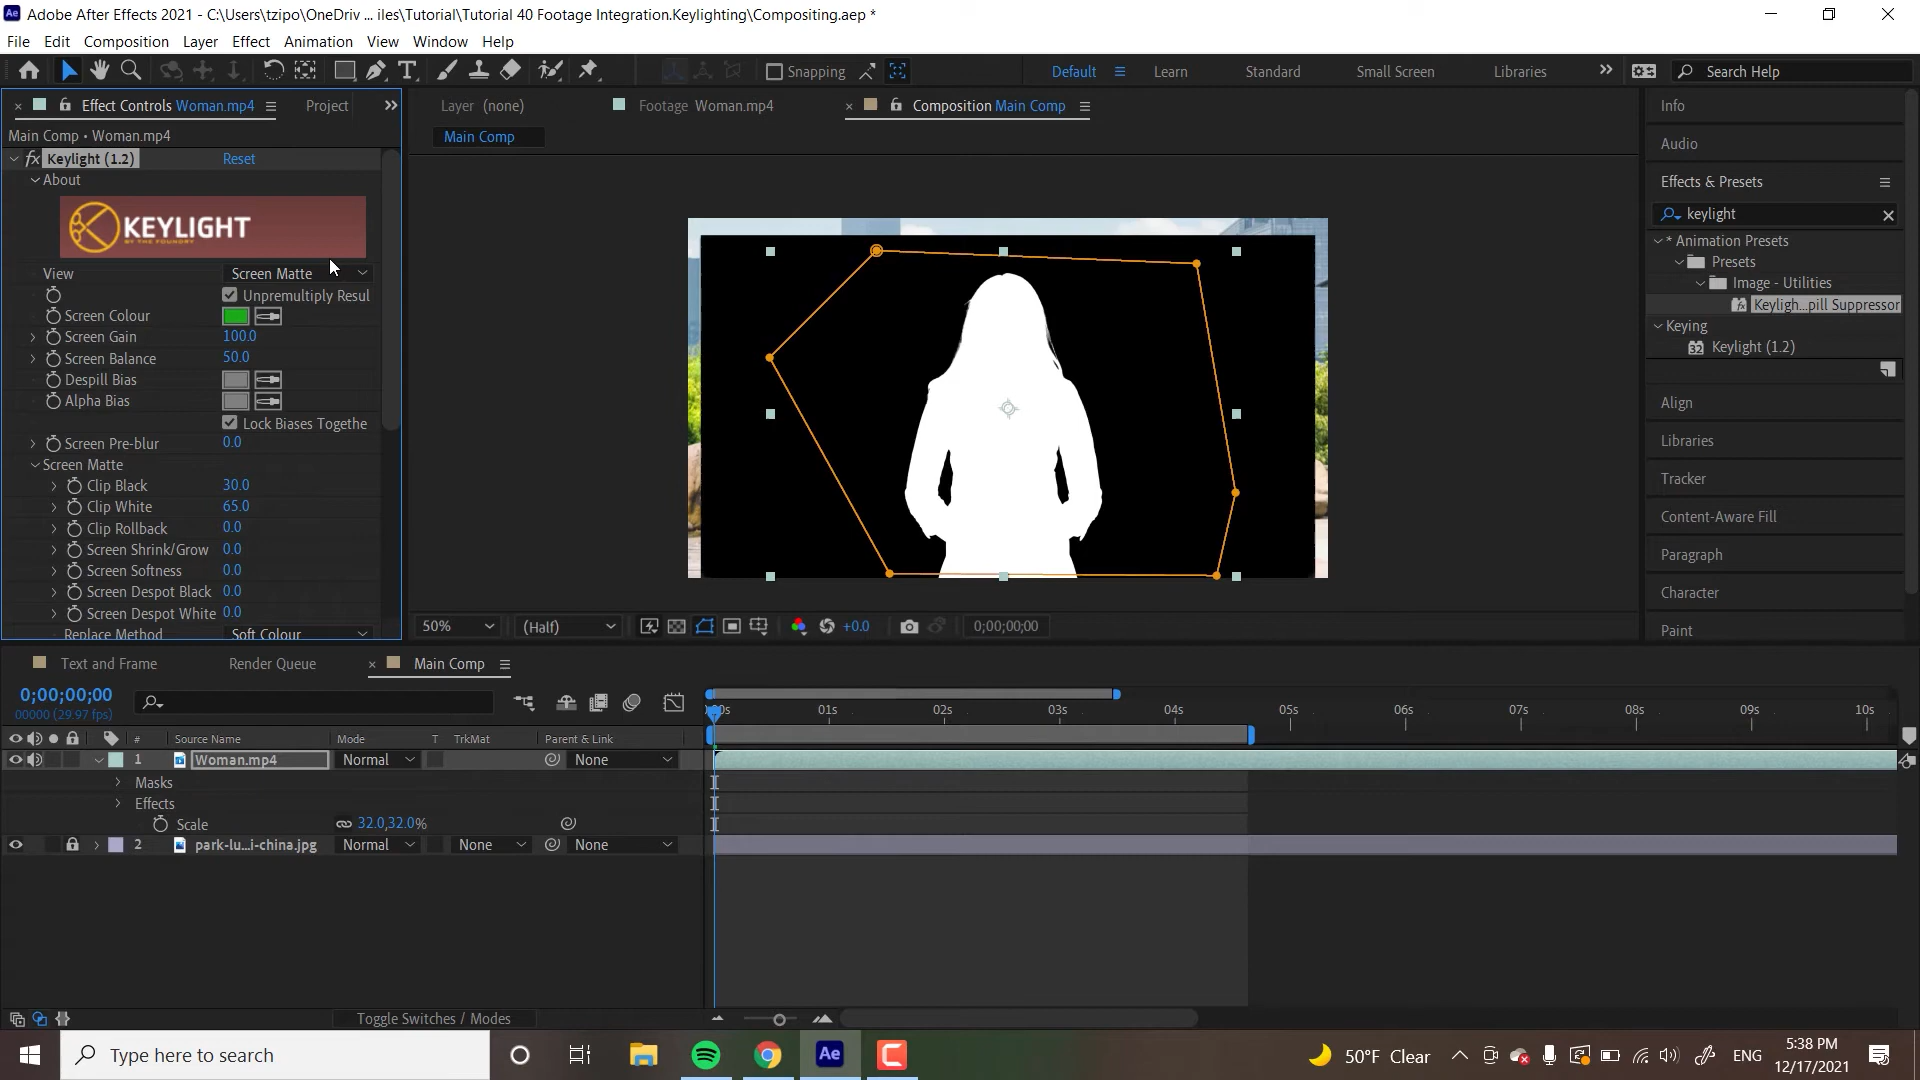 Ae Adobe After Effects 2021 - C:\Users\tzipo\OneDriv ... iles\Tutorial\Tutorial 40 Footage Integration.Keylighting\Compositing.aep *
File Edit Composition Layer Effect Animation View Window Help
Snapping Default Learn Standard Small Screen Libraries Search Help
Effect Controls Woman.mp4 Project Layer (none) Footage Woman.mp4 Composition Main Comp Info
Main Comp • Woman.mp4 Main Comp Audio
fx Keylight (1.2) Reset
About
KEYLIGHT
BY THE FOUNDRY
View Screen Matte
Unpremultiply Resul
Screen Colour
Screen Gain 100.0
Screen Balance 50.0
Despill Bias
Alpha Bias
Lock Biases Togethe
Screen Pre-blur 0.0
Screen Matte
Clip Black 30.0
Clip White 65.0
Clip Rollback 0.0
Screen Shrink/Grow 0.0
Screen Softness 0.0
Screen Despot Black 0.0
Screen Despot White 0.0
Replace Method Soft Colour
Effects & Presets
keylight
* Animation Presets
Presets
Image - Utilities
Keyligh...pill Suppressor
Keying
32 Keylight (1.2)
Align
Libraries
Tracker
Content-Aware Fill
Paragraph
Character
Paint
50% (Half) +0.0 0;00;00;00
Text and Frame Render Queue Main Comp
0;00;00;00
00000 (29.97 fps)
01s 02s 03s 04s 05s 06s 07s 08s 09s 10s
# Source Name Mode T TrkMat Parent & Link
1 Woman.mp4 Normal None
Masks
Effects
Scale 32.0,32.0%
2 park-lu...i-china.jpg Normal None None
Toggle Switches / Modes
Type here to search Ae 50°F Clear ENG 5:38 PM
12/17/2021